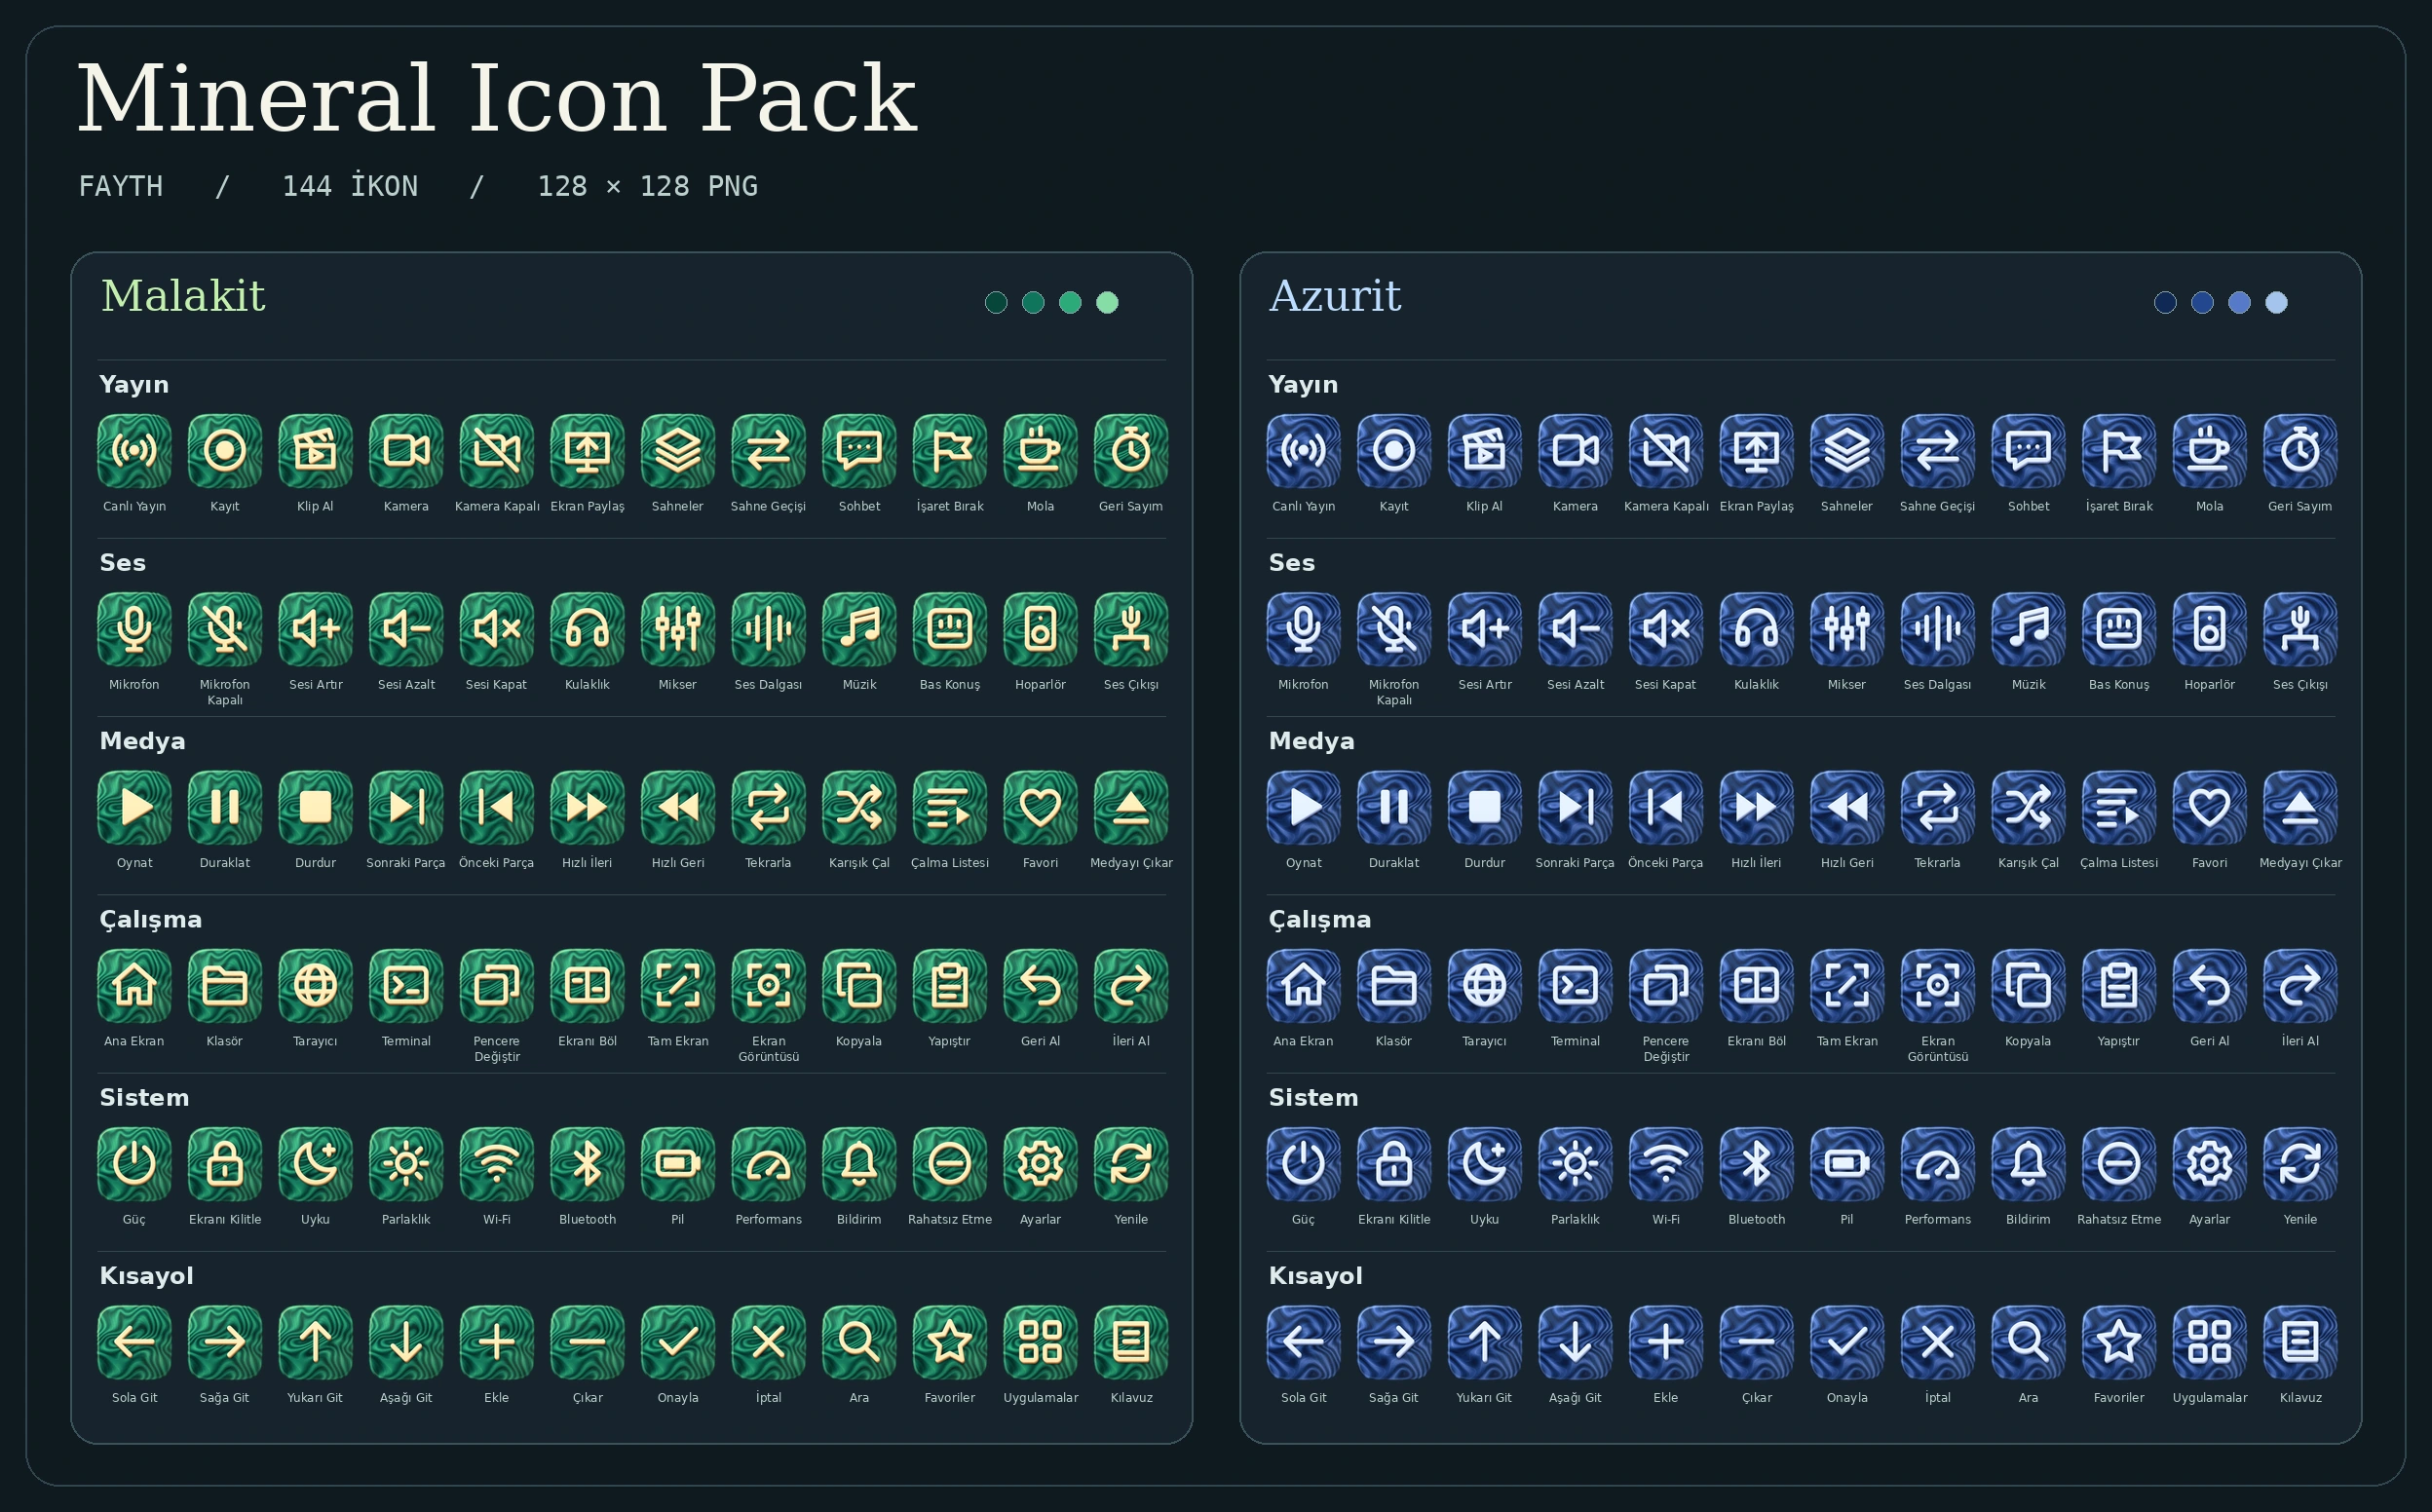 Mineral Icon Pack
FAYTH / 144 İKON / 128 × 128 PNG
Malakit
Yayın
Canlı Yayın Kayıt Klip Al Kamera Kamera Kapalı Ekran Paylaş Sahneler Sahne Geçişi Sohbet İşaret Bırak Mola Geri Sayım
Ses
Mikrofon Mikrofon Kapalı Sesi Artır Sesi Azalt Sesi Kapat Kulaklık Mikser Ses Dalgası Müzik Bas Konuş Hoparlör Ses Çıkışı
Medya
Oynat Duraklat Durdur Sonraki Parça Önceki Parça Hızlı İleri Hızlı Geri Tekrarla Karışık Çal Çalma Listesi Favori Medyayı Çıkar
Çalışma
Ana Ekran Klasör Tarayıcı Terminal Pencere Değiştir Ekranı Böl Tam Ekran Ekran Görüntüsü Kopyala Yapıştır Geri Al İleri Al
Sistem
Güç Ekranı Kilitle Uyku Parlaklık Wi-Fi Bluetooth Pil Performans Bildirim Rahatsız Etme Ayarlar Yenile
Kısayol
Sola Git Sağa Git Yukarı Git Aşağı Git Ekle Çıkar Onayla İptal Ara Favoriler Uygulamalar Kılavuz
Azurit
Yayın
Canlı Yayın Kayıt Klip Al Kamera Kamera Kapalı Ekran Paylaş Sahneler Sahne Geçişi Sohbet İşaret Bırak Mola Geri Sayım
Ses
Mikrofon Mikrofon Kapalı Sesi Artır Sesi Azalt Sesi Kapat Kulaklık Mikser Ses Dalgası Müzik Bas Konuş Hoparlör Ses Çıkışı
Medya
Oynat Duraklat Durdur Sonraki Parça Önceki Parça Hızlı İleri Hızlı Geri Tekrarla Karışık Çal Çalma Listesi Favori Medyayı Çıkar
Çalışma
Ana Ekran Klasör Tarayıcı Terminal Pencere Değiştir Ekranı Böl Tam Ekran Ekran Görüntüsü Kopyala Yapıştır Geri Al İleri Al
Sistem
Güç Ekranı Kilitle Uyku Parlaklık Wi-Fi Bluetooth Pil Performans Bildirim Rahatsız Etme Ayarlar Yenile
Kısayol
Sola Git Sağa Git Yukarı Git Aşağı Git Ekle Çıkar Onayla İptal Ara Favoriler Uygulamalar Kılavuz